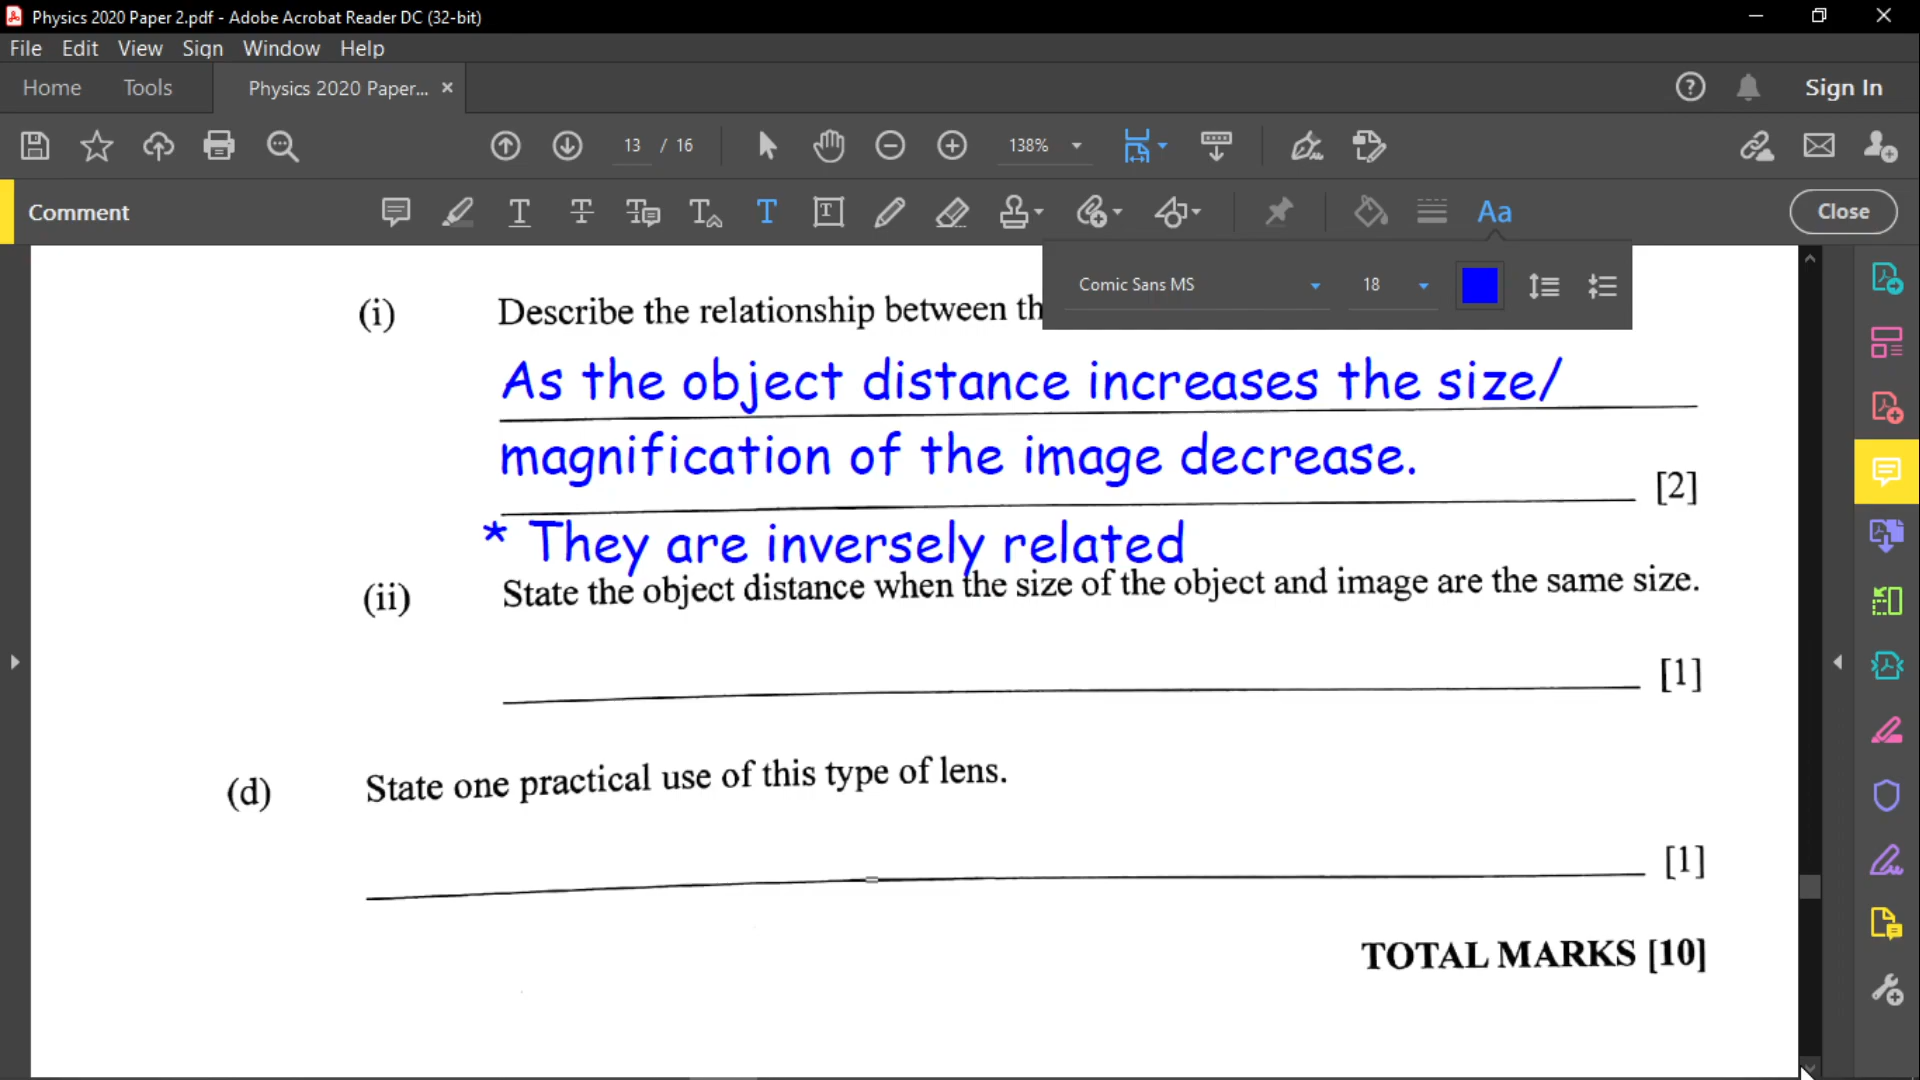 Physics 2020 Paper 2.pdf - Adobe Acrobat Reader DC (32-bit)
File Edit View Sign Window Help
Home Tools Physics 2020 Paper... × Sign In
13 / 16 138%
Comment Aa Close
Comic Sans MS 18
(i) Describe the relationship between th
As the object distance increases the size/
magnification of the image decrease.
[2]
* They are inversely related
(ii) State the object distance when the size of the object and image are the same size.
[1]
(d) State one practical use of this type of lens.
[1]
TOTAL MARKS [10]